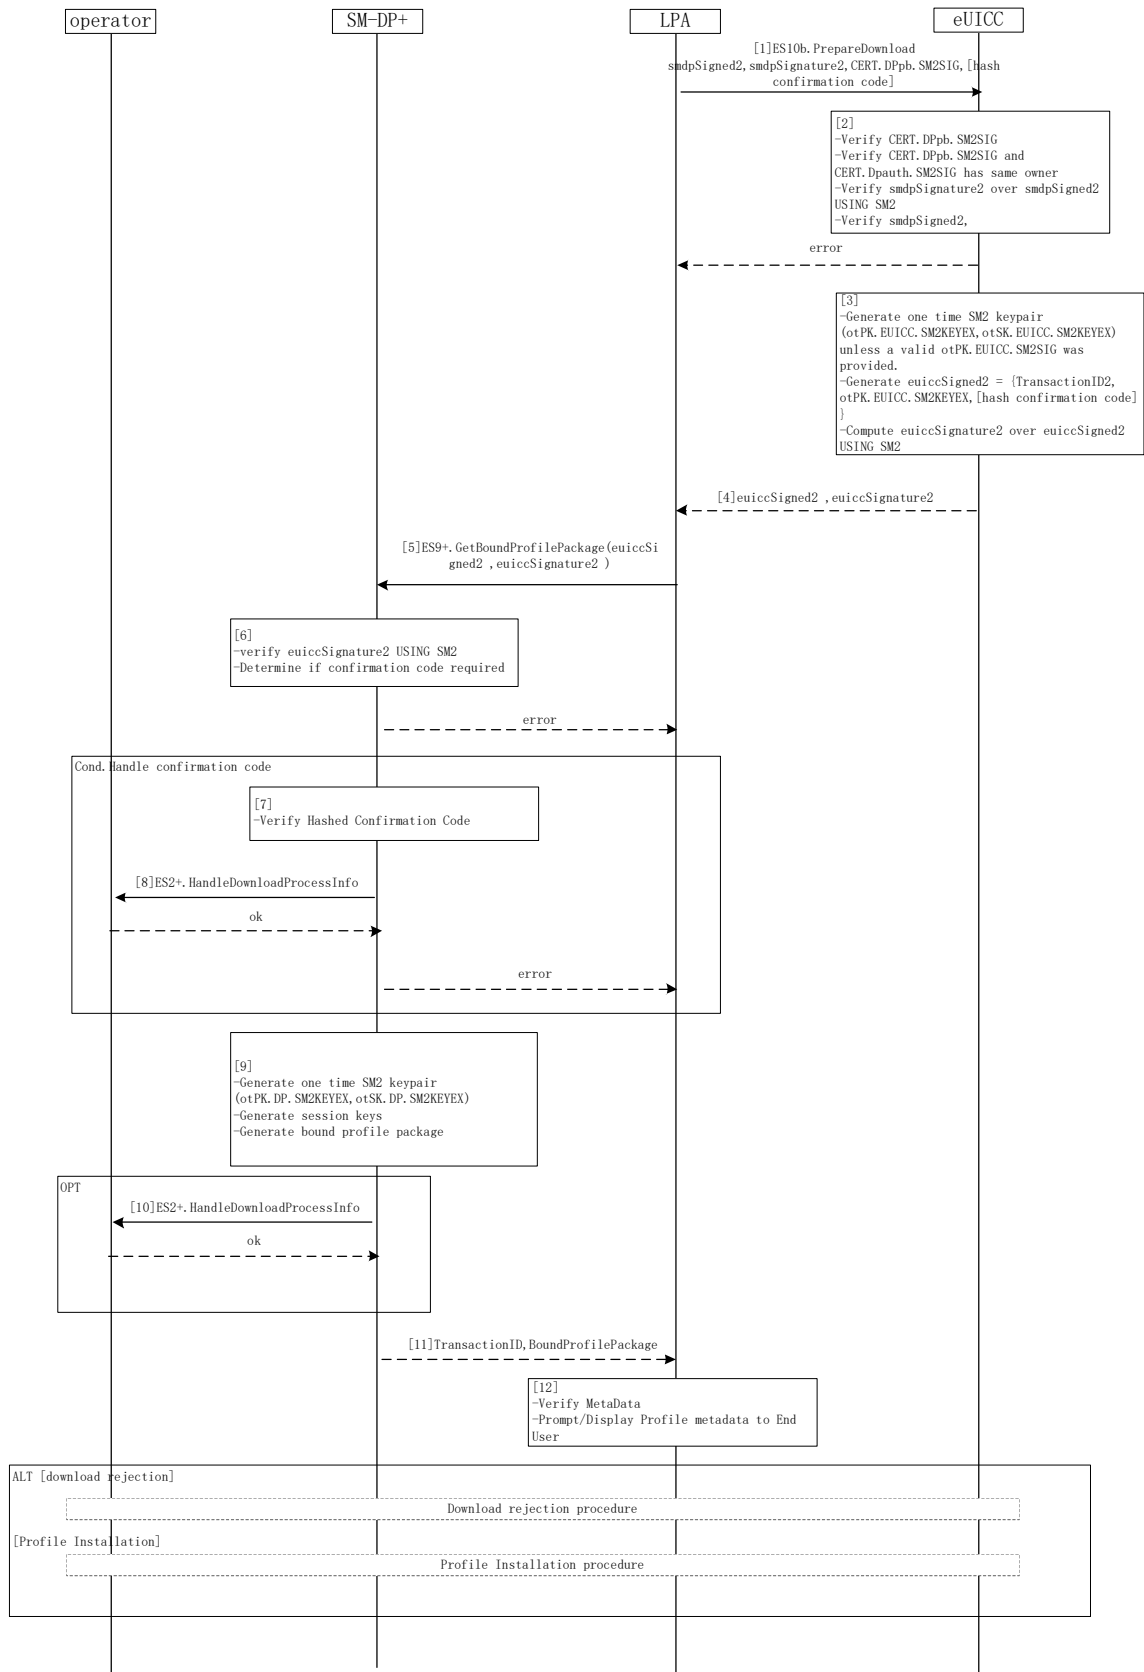 operator
SM-DP+
LPA
eUICC
[1]ES10b.PrepareDownload
smdpSigned2,smdpSignature2,CERT.DPpb.SM2SIG,[hash
confirmation code]
[2]
-Verify CERT.DPpb.SM2SIG
-Verify CERT.DPpb.SM2SIG and
CERT.Dpauth.SM2SIG has same owner
-Verify smdpSignature2 over smdpSigned2
USING SM2
-Verify smdpSigned2,
error
[3]
-Generate one time SM2 keypair
(otPK.EUICC.SM2KEYEX,otSK.EUICC.SM2KEYEX)
unless a valid otPK.EUICC.SM2SIG was
provided.
-Generate euiccSigned2 = {TransactionID2,
otPK.EUICC.SM2KEYEX,[hash confirmation code]
}
-Compute euiccSignature2 over euiccSigned2
USING SM2
[4]euiccSigned2 ,euiccSignature2
[5]ES9+.GetBoundProfilePackage(euiccSi
gned2 ,euiccSignature2 )
[6]
-verify euiccSignature2 USING SM2
-Determine if confirmation code required
error
Cond.Handle confirmation code
[7]
-Verify Hashed Confirmation Code
[8]ES2+.HandleDownloadProcessInfo
ok
error
[9]
-Generate one time SM2 keypair
(otPK.DP.SM2KEYEX,otSK.DP.SM2KEYEX)
-Generate session keys
-Generate bound profile package
OPT
[10]ES2+.HandleDownloadProcessInfo
ok
[11]TransactionID,BoundProfilePackage
[12]
-Verify MetaData
-Prompt/Display Profile metadata to End
User
ALT [download rejection]
Download rejection procedure
[Profile Installation]
Profile Installation procedure